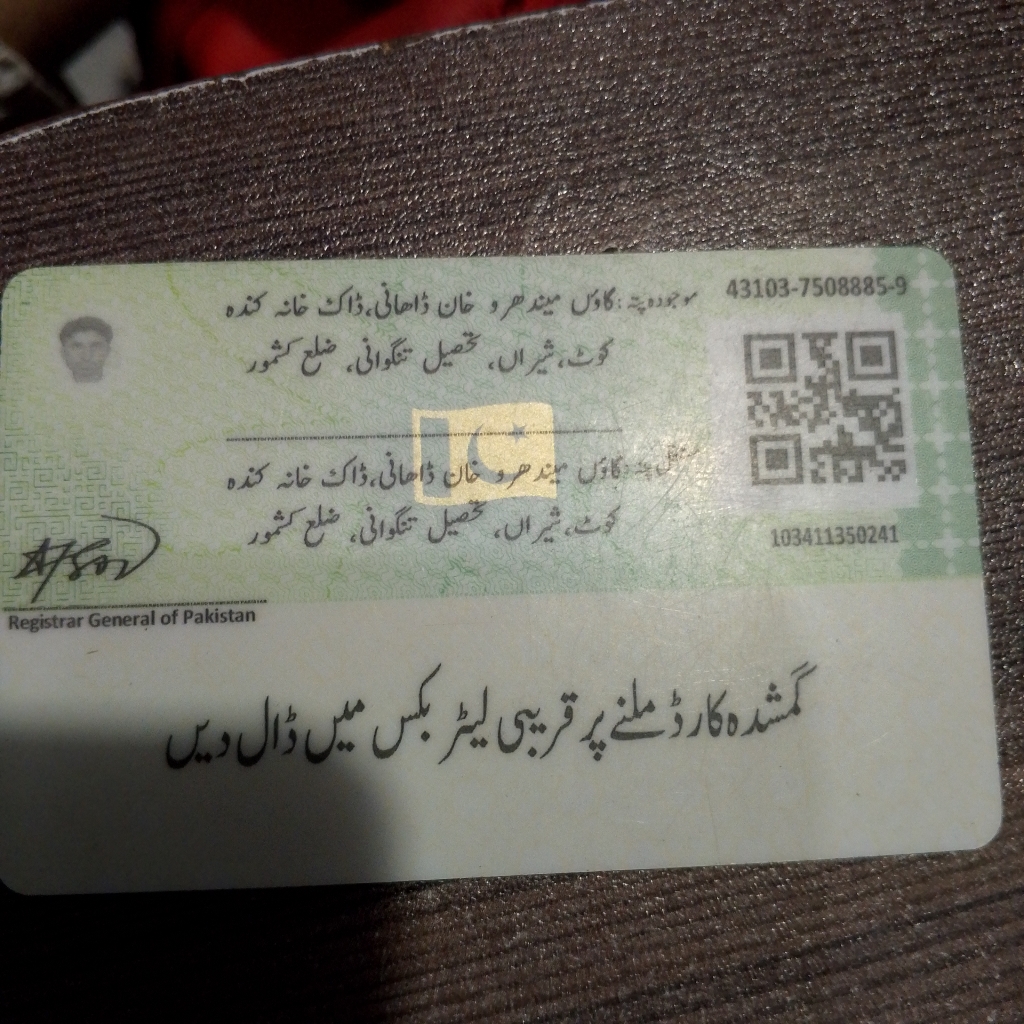 43103-7508885-9
موجودہ پتہ: گاؤں میندھرو خان ڈاھانی، ڈاک خانہ کندہ
کوٹ، شیراں، تحصیل تنگوانی، ضلع کشمور
مستقل پتہ: گاؤں میندھرو خان ڈاھانی، ڈاک خانہ کندہ
کوٹ، شیراں، تحصیل تنگوانی، ضلع کشمور
103411350241
Registrar General of Pakistan
گمشدہ کارڈ ملنے پر قریبی لیٹر بکس میں ڈال دیں